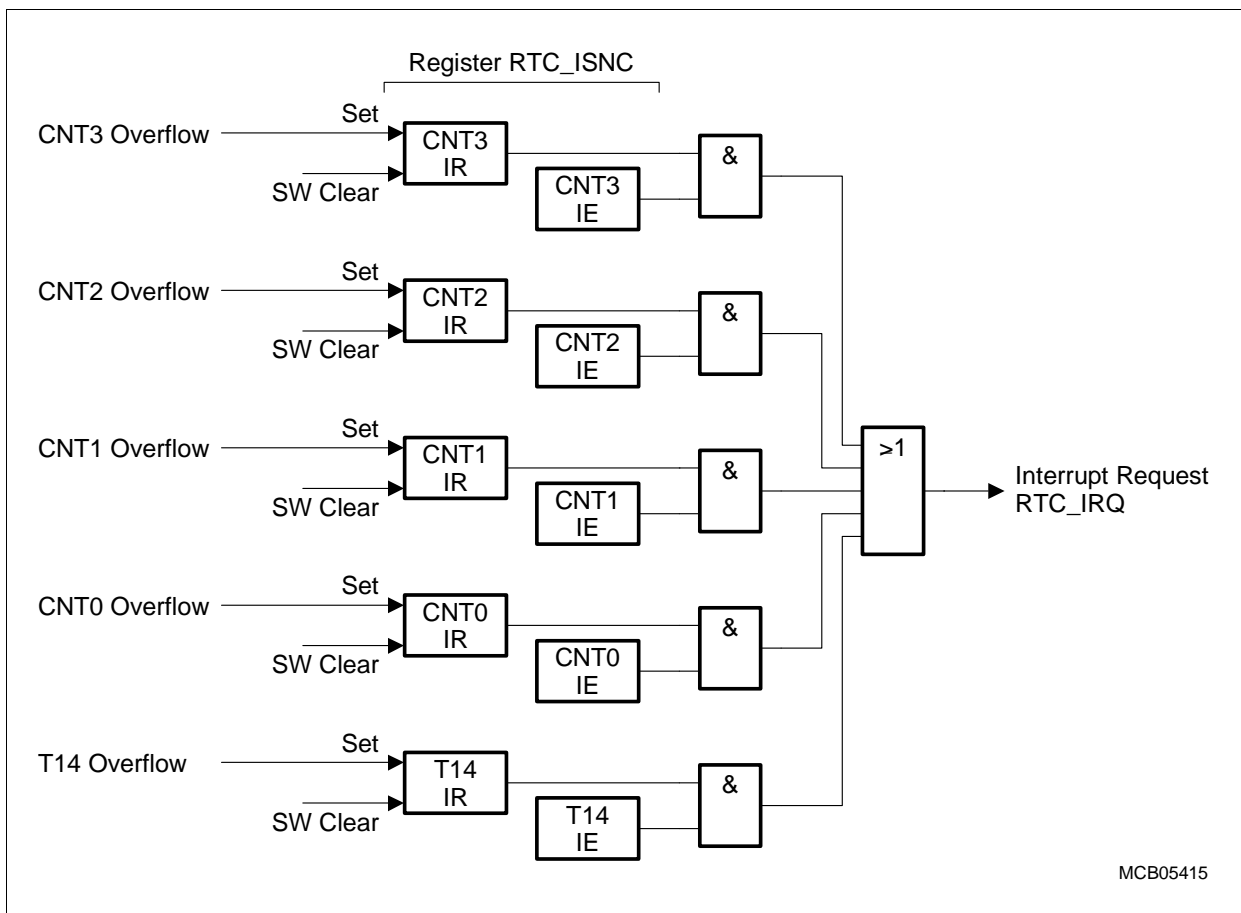 Register RTC_ISNC
CNT3 Overflow
Set
SW Clear
CNT3
IR
CNT3
IE
&
CNT2 Overflow
Set
SW Clear
CNT2
IR
CNT2
IE
&
CNT1 Overflow
Set
SW Clear
CNT1
IR
CNT1
IE
&
≥1
Interrupt Request
RTC_IRQ
CNT0 Overflow
Set
SW Clear
CNT0
IR
CNT0
IE
&
T14 Overflow
Set
SW Clear
T14
IR
T14
IE
&
MCB05415